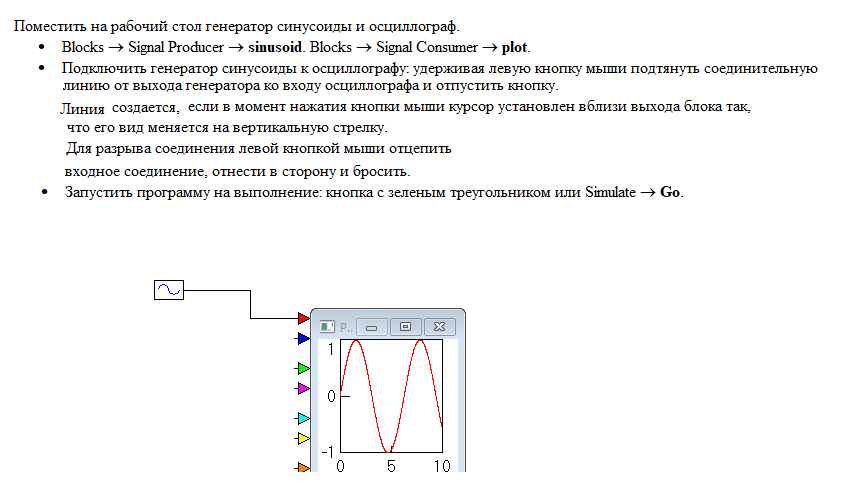 Поместить на рабочий стол генератор синусоиды и осциллограф.
• Blocks → Signal Producer → sinusoid. Blocks → Signal Consumer → plot.
• Подключить генератор синусоиды к осциллографу: удерживая левую кнопку мыши подтянуть соединительную
линию от выхода генератора ко входу осциллографа и отпустить кнопку.
Линия создается, если в момент нажатия кнопки мыши курсор установлен вблизи выхода блока так,
что его вид меняется на вертикальную стрелку.
Для разрыва соединения левой кнопкой мыши отцепить
входное соединение, отнести в сторону и бросить.
• Запустить программу на выполнение: кнопка с зеленым треугольником или Simulate → Go.
P..
1
0
-1
0 5 10